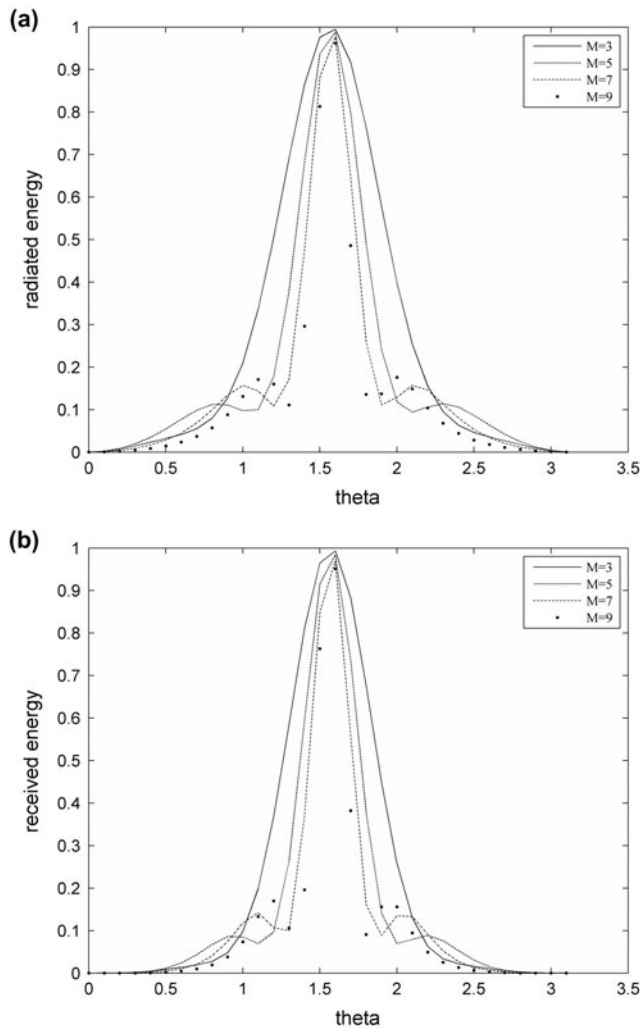 (a)
1
0.9
0.8
0.7
0.6
0.5
0.4
0.3
0.2
0.1
0
radiated energy
M=3
M=5
M=7
M=9
0 0.5 1 1.5 2 2.5 3 3.5
theta
(b)
1
0.9
0.8
0.7
0.6
0.5
0.4
0.3
0.2
0.1
0
received energy
M=3
M=5
M=7
M=9
0 0.5 1 1.5 2 2.5 3 3.5
theta